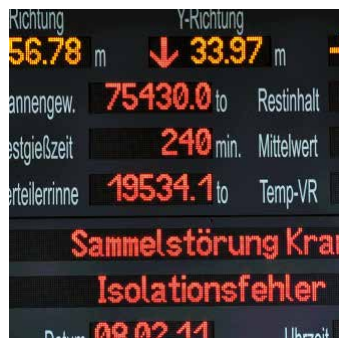 Richtung Y-Richtung
56.78 m 33.97 m
annengew. 75430.0 to Restinhalt
estgießzeit 240 min. Mittelwert
erteilerrinne 19534.1 to Temp-VR
Sammelstörung Kran
Isolationsfehler
Datum 08.02.11 Uhrzeit